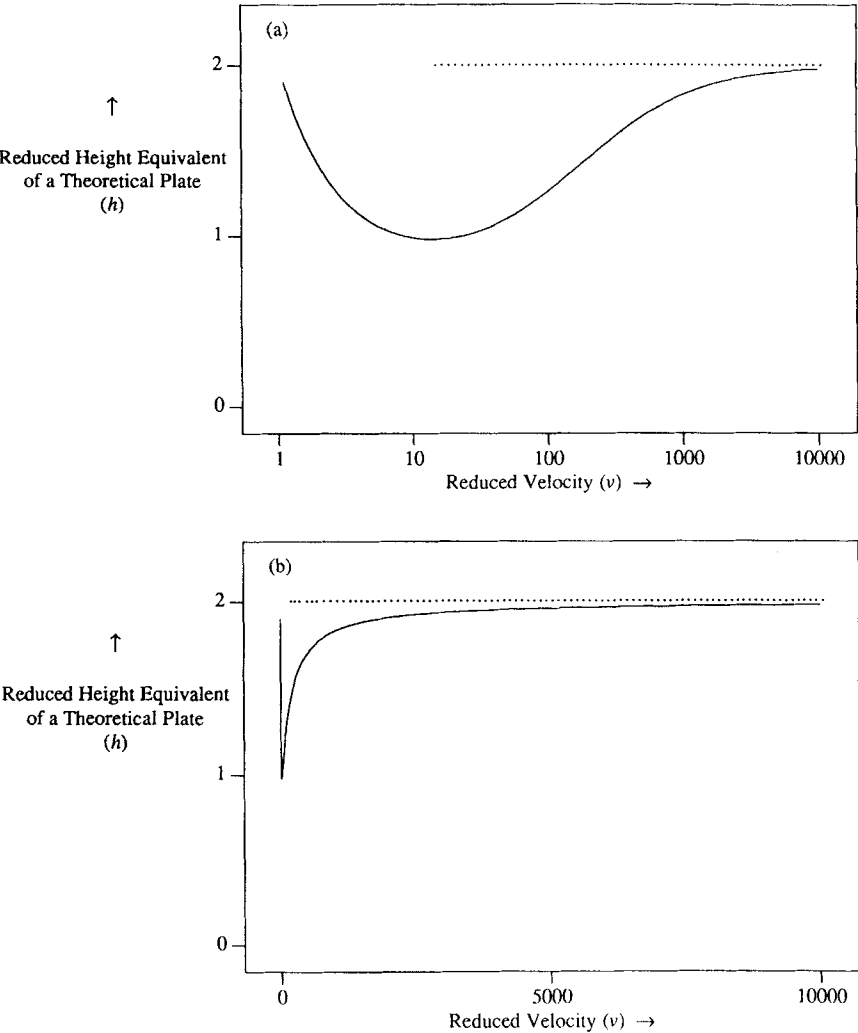 (a)
2
↑
Reduced Height Equivalent
of a Theoretical Plate
(h)
1
0
1 10 100 1000 10000
Reduced Velocity (v) →
(b)
2
↑
Reduced Height Equivalent
of a Theoretical Plate
(h)
1
0
0 5000 10000
Reduced Velocity (v) →